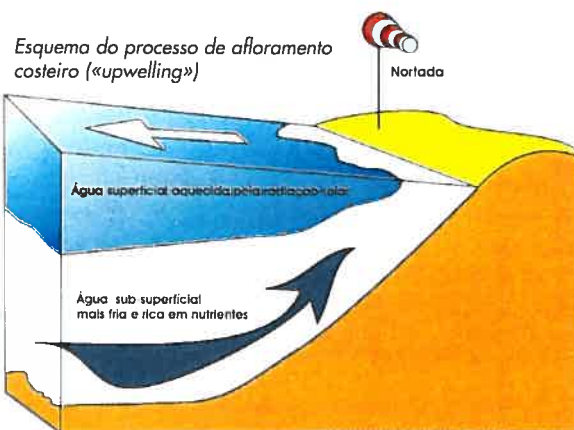 Esquema do processo de afloramento
costeiro («upwelling»)
Nortada
Água superficial aquecida pela radiação solar
Água sub superficial
mais fria e rica em nutrientes